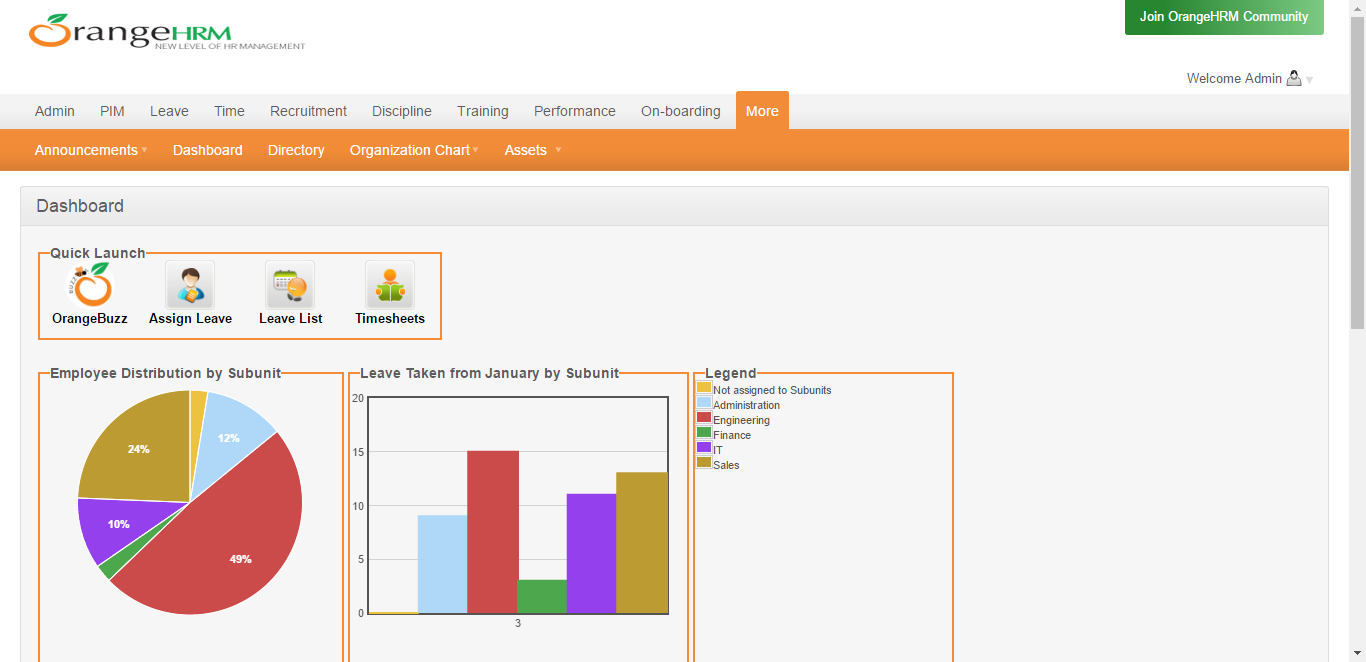 OrangeHRM
NEW LEVEL OF HR MANAGEMENT
Join OrangeHRM Community
Welcome Admin
Admin PIM Leave Time Recruitment Discipline Training Performance On-boarding More
Announcements Dashboard Directory Organization Chart Assets
Dashboard
Quick Launch
BUZZ
OrangeBuzz Assign Leave Leave List Timesheets
Employee Distribution by Subunit
12%
24%
10%
49%
Leave Taken from January by Subunit
20
15
10
5
0
3
Legend
Not assigned to Subunits
Administration
Engineering
Finance
IT
Sales